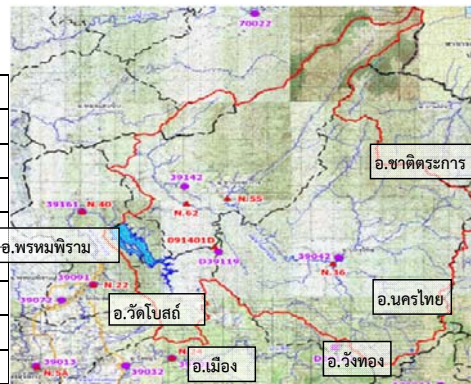 70022
อ.ชาติตระการ
39142
N.55
39161 N.40
N.62
อ.พรหมพิราม
D91401D
D39119
39042
N.36
39091
N.22
39072
อ.วัดโบสถ์
อ.นครไทย
39013
N.5A
39032
อ.เมือง
อ.วังทอง